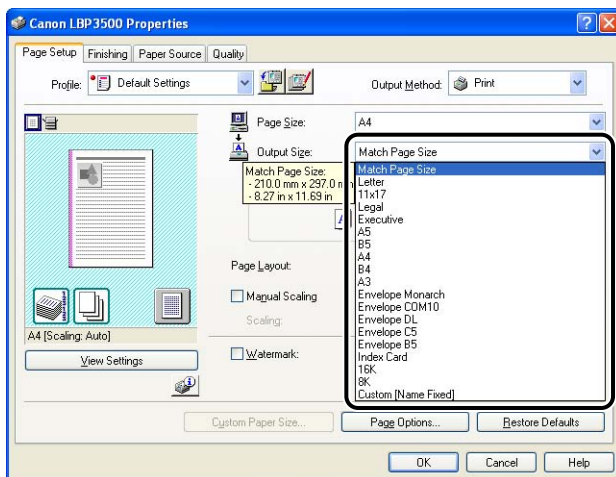 Canon LBP3500 Properties
Page Setup Finishing Paper Source Quality
Profile: Default Settings Output Method: Print
Page Size: A4
Output Size: Match Page Size
Match Page Size:
- 210.0 mm x 297.0 m
- 8.27 in x 11.69 in
Match Page Size
Letter
11x17
Legal
Executive
A5
B5
A4
B4
A3
Envelope Monarch
Envelope COM10
Envelope DL
Envelope C5
Envelope B5
Index Card
16K
8K
Custom [Name Fixed]
Page Layout:
Manual Scaling
Scaling:
A4 [Scaling: Auto]
View Settings
Watermark:
Custom Paper Size... Page Options... Restore Defaults
OK Cancel Help